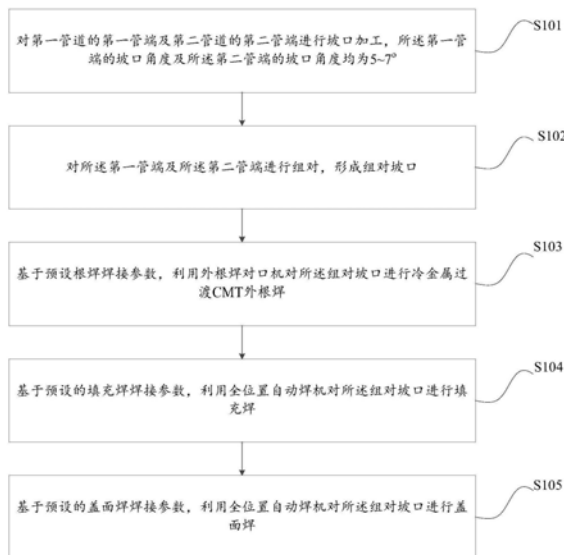 S101
对第一管道的第一管端及第二管道的第二管端进行坡口加工，所述第一管
端的坡口角度及所述第二管端的坡口角度均为5~7°
S102
对所述第一管端及所述第二管端进行组对，形成组对坡口
S103
基于预设根焊焊接参数，利用外根焊对口机对所述组对坡口进行冷金属过
渡CMT外根焊
S104
基于预设的填充焊焊接参数，利用全位置自动焊机对所述组对坡口进行填
充焊
S105
基于预设的盖面焊焊接参数，利用全位置自动焊机对所述组对坡口进行盖
面焊